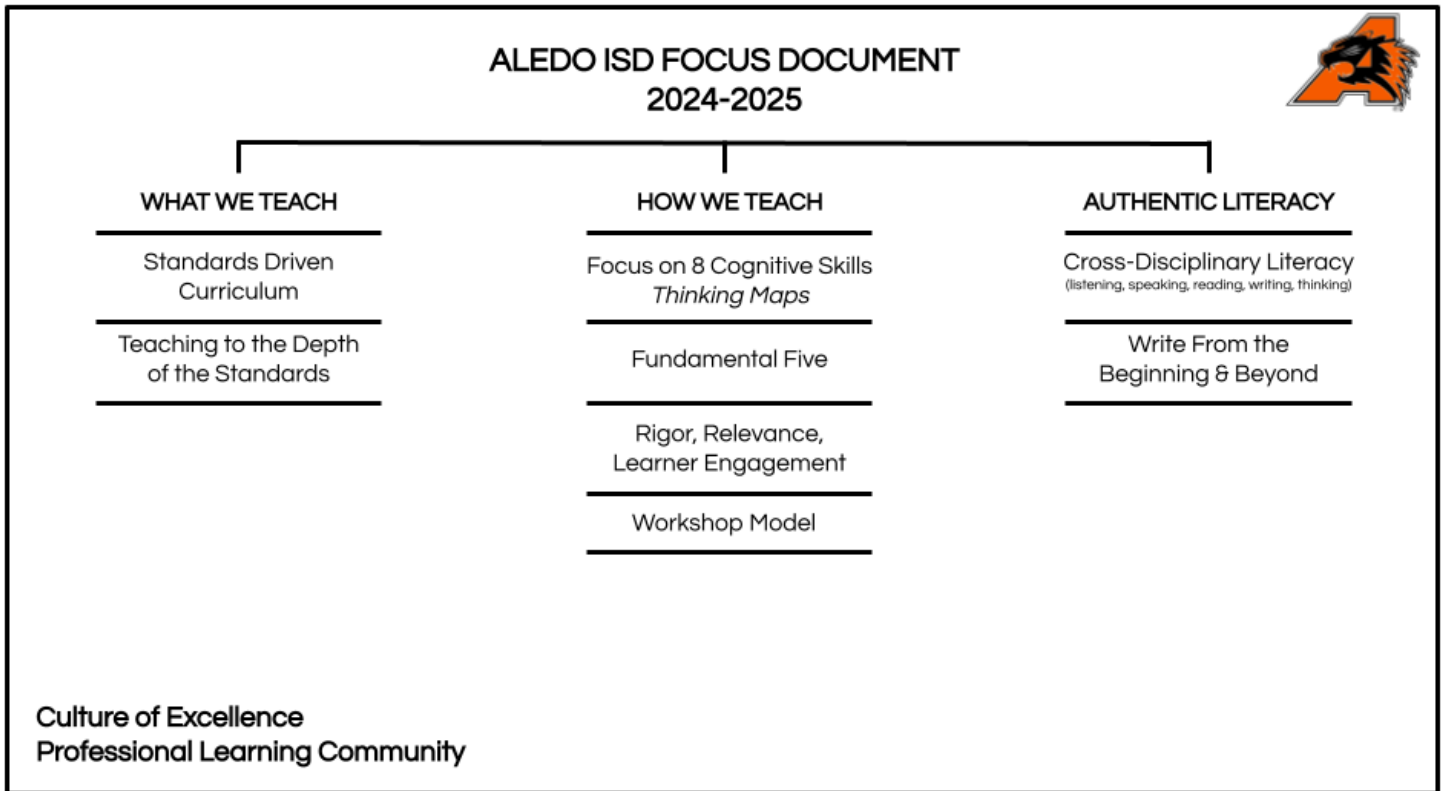 ALEDO ISD FOCUS DOCUMENT
2024-2025
A
WHAT WE TEACH
Standards Driven
Curriculum
Teaching to the Depth
of the Standards
HOW WE TEACH
Focus on 8 Cognitive Skills
Thinking Maps
Fundamental Five
Rigor, Relevance,
Learner Engagement
Workshop Model
AUTHENTIC LITERACY
Cross-Disciplinary Literacy
(listening, speaking, reading, writing, thinking)
Write From the
Beginning & Beyond
Culture of Excellence
Professional Learning Community